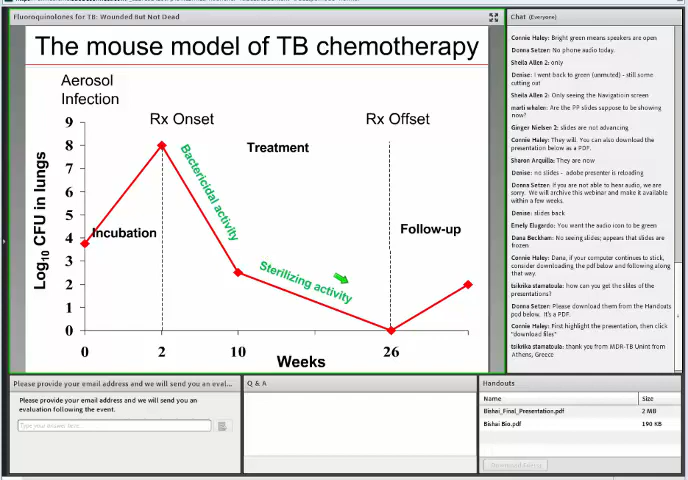 Fluoroquinolones for TB: Wounded But Not Dead
The mouse model of TB chemotherapy
Aerosol
Infection
Rx Onset
Rx Offset
Treatment
Bactericidal activity
Sterilizing activity
Incubation
Follow-up
Log10 CFU in lungs
9
8
7
6
5
4
3
2
1
0
0
2
10
26
Weeks
Chat (Everyone)
Connie Haley: Bright green means speakers are open
Donna Setzer: No phone audio today.
Sheila Allen 2: only
Denise: I went back to green (unmuted) - still some
cutting out
Sheila Allen 2: Only seeing the Navigation screen
marti whaler: Are the PP slides suppose to be showing
now?
Ginger Nielsen 2: slides are not advancing
Connie Haley: They will. You can also download the
presentation below as a PDF.
Sharon Arquilla: They are now
Denise: no slides - adobe presenter is reloading
Donna Setzer: If you are not able to hear audio, we are
sorry. We will archive this webinar and make it available
within a few weeks.
Denise: slides back
Emely Elugardo: You want the audio icon to be green
Dana Beckham: No seeing slides; appears that slides are
frozen
Connie Haley: Dana, if your computer continues to stick,
consider downloading the pdf below and following along
that way.
tsikrika stamatoula: how can you get the slides of the
presentations?
Donna Setzer: Please download them from the Handouts
pod below. It's a PDF.
Connie Haley: First highlight the presentation, then click
"download files"
tsikrika stamatoula: thank you from MDR-TB Unint from
Athens, Greece
Please provide your email address and we will send you an eval...
Please provide your email address and we will send you an
evaluation following the event.
Type your answer here...
Q & A
Handouts
Name Size
Bishai_Final_Presentation.pdf 2 MB
Bishai Bio.pdf 190 KB
Download File(s)